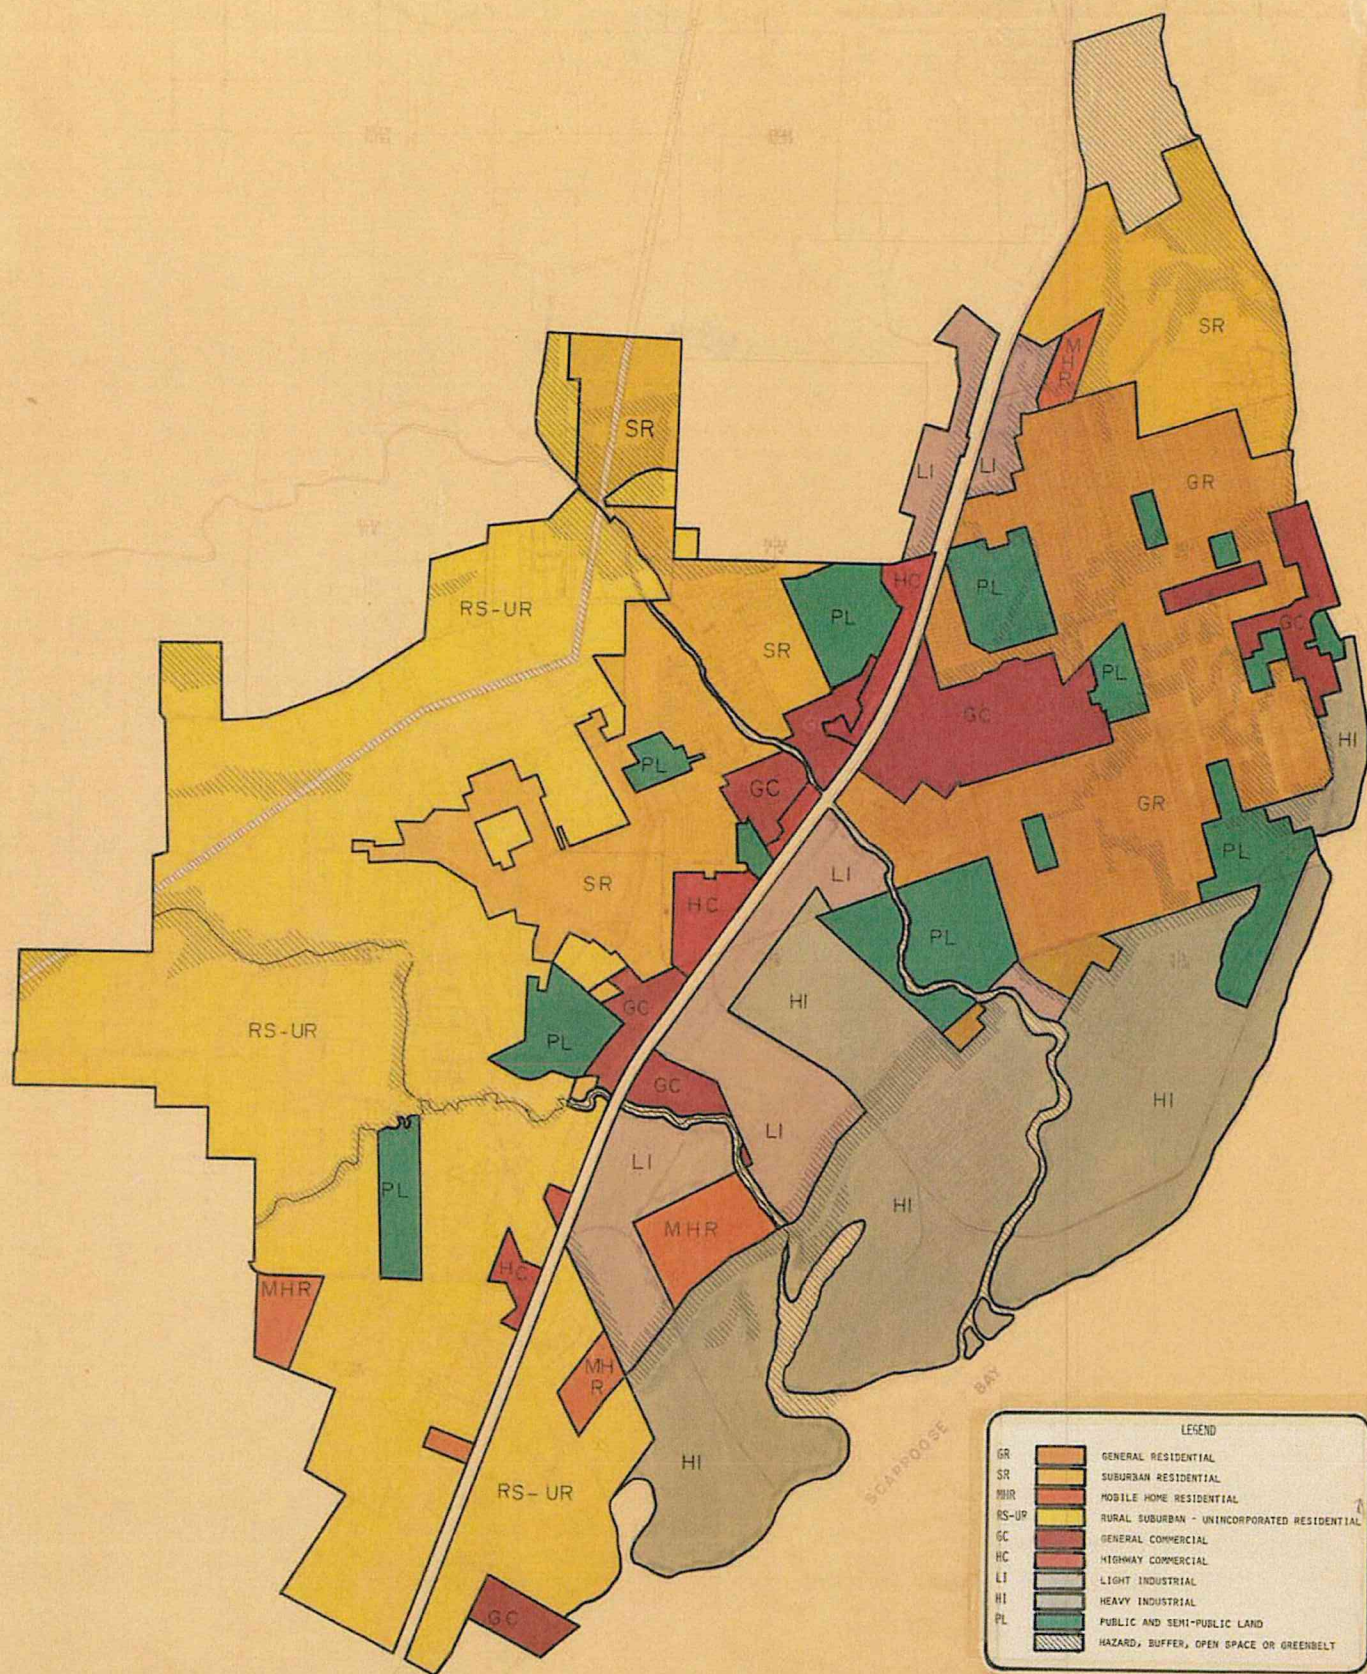 SR
M
H
R
SR
LI
LI
GR
RS-UR
HC
PL
PL
SR
GC
PL
GC
HI
PL
GC
GR
LI
PL
SR
HC
PL
HI
GC
RS-UR
PL
GC
HI
LI
LI
PL
HI
MHR
HC
MHR
MH
R
HI
RS-UR
GC
SCAPPOOSE BAY
LEGEND
GR GENERAL RESIDENTIAL
SR SUBURBAN RESIDENTIAL
MHR MOBILE HOME RESIDENTIAL
RS-UR RURAL SUBURBAN - UNINCORPORATED RESIDENTIAL
GC GENERAL COMMERCIAL
HC HIGHWAY COMMERCIAL
LI LIGHT INDUSTRIAL
HI HEAVY INDUSTRIAL
PL PUBLIC AND SEMI-PUBLIC LAND
HAZARD, BUFFER, OPEN SPACE OR GREENBELT